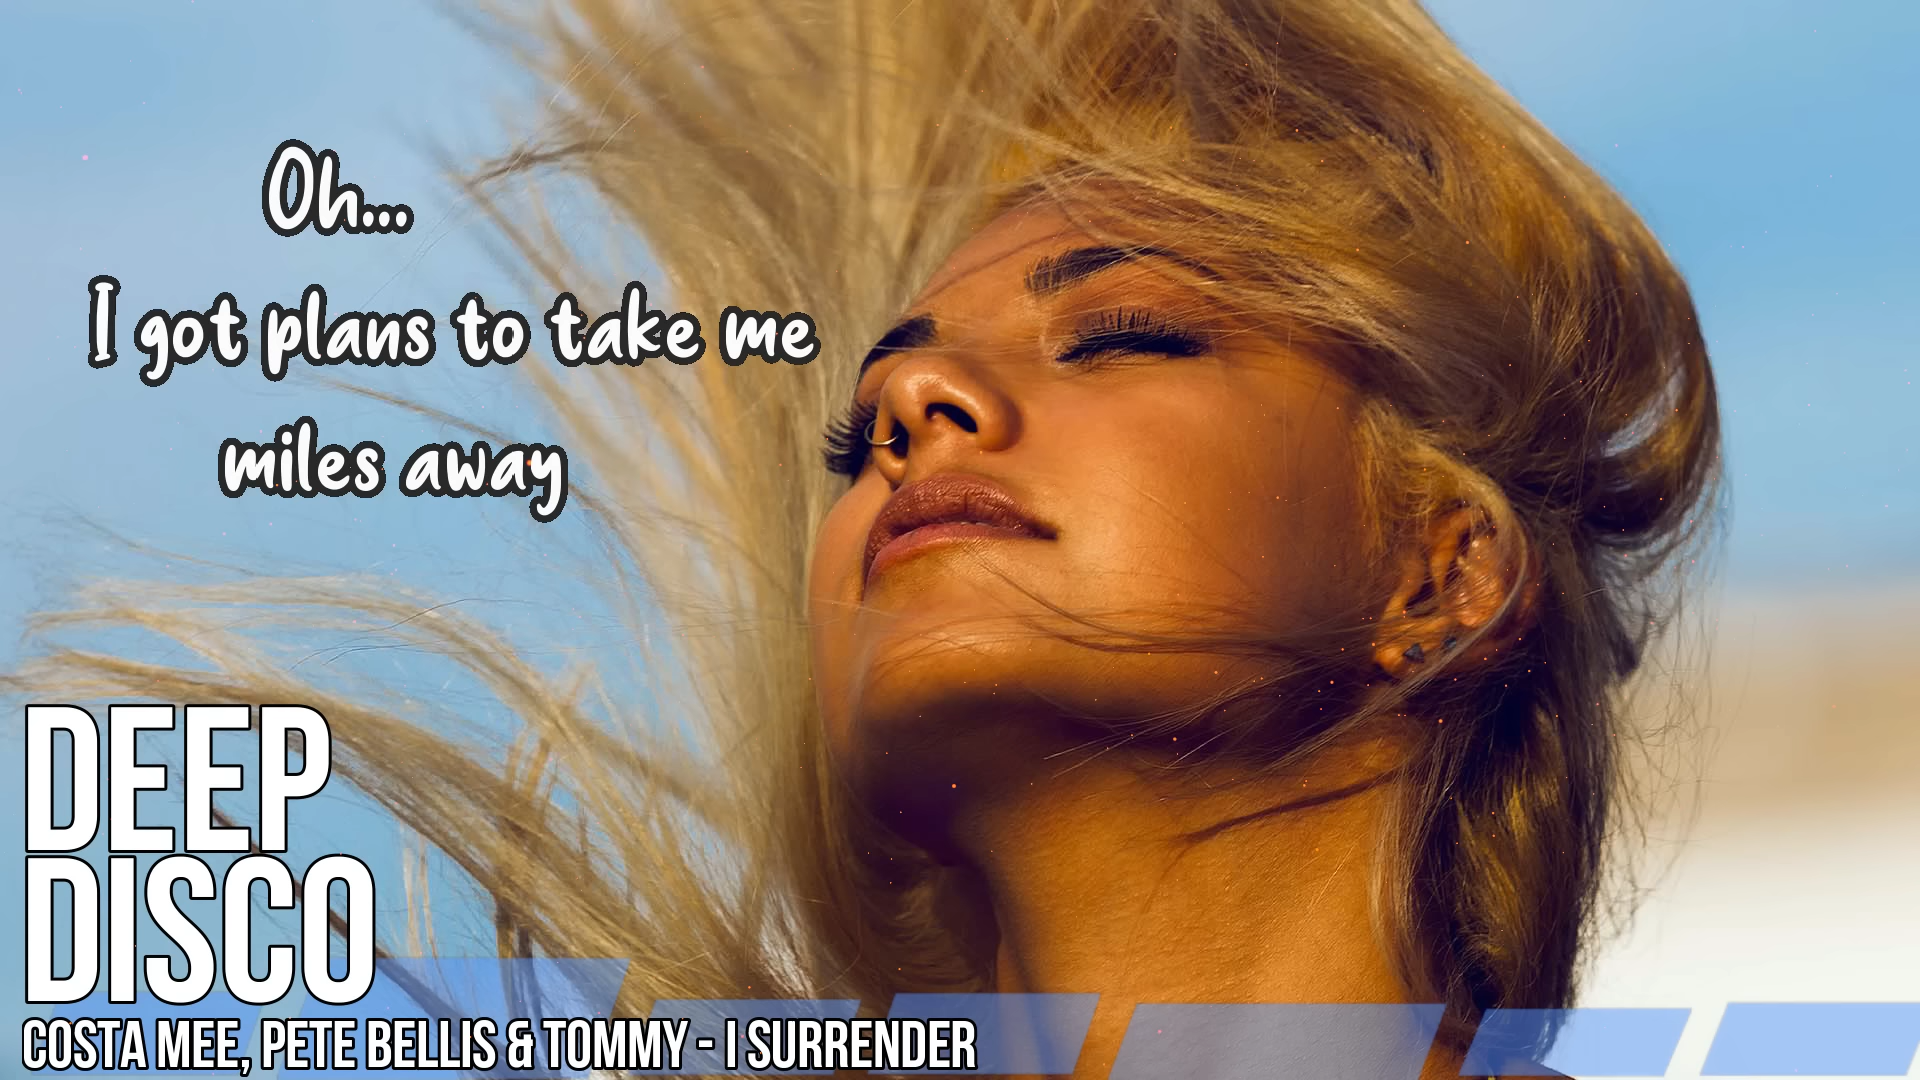 Oh...
I got plans to take me
miles away
DEEP
DISCO
COSTA MEE, PETE BELLIS & TOMMY - I SURRENDER